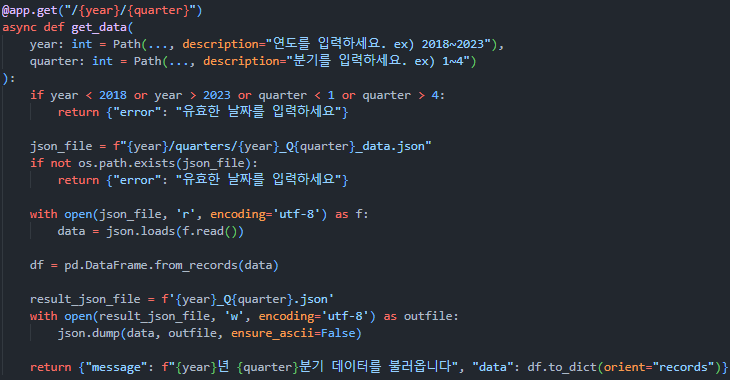 @app.get("/{year}/{quarter}")
async def get_data(
    year: int = Path(..., description="연도를 입력하세요. ex) 2018~2023"),
    quarter: int = Path(..., description="분기를 입력하세요. ex) 1~4")
):
    if year < 2018 or year > 2023 or quarter < 1 or quarter > 4:
        return {"error": "유효한 날짜를 입력하세요"}
    json_file = f"{year}/quarters/{year}_Q{quarter}_data.json"
    if not os.path.exists(json_file):
        return {"error": "유효한 날짜를 입력하세요"}
    with open(json_file, 'r', encoding='utf-8') as f:
        data = json.loads(f.read())
    df = pd.DataFrame.from_records(data)
    result_json_file = f'{year}_Q{quarter}.json'
    with open(result_json_file, 'w', encoding='utf-8') as outfile:
        json.dump(data, outfile, ensure_ascii=False)
    return {"message": f"{year}년 {quarter}분기 데이터를 불러옵니다", "data": df.to_dict(orient="records")}